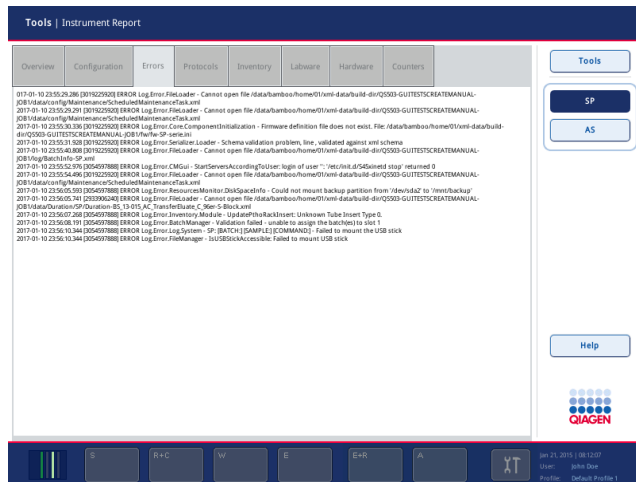 Tools | Instrument Report
Overview
Configuration
Errors
Protocols
Inventory
Labware
Hardware
Counters
017-01-10 23:55:29,286 [3019225920] ERROR Log.Error.FileLoader - Cannot open file /data/bamboo/home/01/xml-data/build-dir/QS503-GUITESTSCREATEMANUAL-
JOB1/data/config/Maintenance/ScheduledMaintenanceTask.xml
2017-01-10 23:55:29,291 [3019225920] ERROR Log.Error.FileLoader - Cannot open file /data/bamboo/home/01/xml-data/build-dir/QS503-GUITESTSCREATEMANUAL-
JOB1/data/config/Maintenance/ScheduledMaintenanceTask.xml
2017-01-10 23:55:30,336 [3019225920] ERROR Log.Error.Core.ComponentInitialization - Firmware definition file does not exist. File: /data/bamboo/home/01/xml-data/build-
dir/QS503-GUITESTSCREATEMANUAL-JOB1/fw/fw-SP-serie.ini
2017-01-10 23:55:31,928 [3019225920] ERROR Log.Error.Serializer.Loader - Schema validation problem, line , validated against xml schema
2017-01-10 23:55:40,808 [3019225920] ERROR Log.Error.FileLoader - Cannot open file /data/bamboo/home/01/xml-data/build-dir/QS503-GUITESTSCREATEMANUAL-
JOB1/log/BatchInfo-SP.xml
2017-01-10 23:55:52,976 [3054597888] ERROR Log.Error.CMGui - StartServersAccordingToUser: login of user '': '/etc/init.d/S45xinetd stop' returned 0
2017-01-10 23:55:54,496 [3054597888] ERROR Log.Error.FileLoader - Cannot open file /data/bamboo/home/01/xml-data/build-dir/QS503-GUITESTSCREATEMANUAL-
JOB1/data/config/Maintenance/ScheduledMaintenanceTask.xml
2017-01-10 23:56:05,593 [3054597888] ERROR Log.Error.ResourcesMonitor.DiskSpaceInfo - Could not mount backup partition from '/dev/sda2' to '/mnt/backup'
2017-01-10 23:56:05,741 [2933906240] ERROR Log.Error.FileLoader - Cannot open file /data/bamboo/home/01/xml-data/build-dir/QS503-GUITESTSCREATEMANUAL-
JOB1/data/Duration/SP/Duration-BS_13-015_AC_TransferEluate_C_96er-S-Block.xml
2017-01-10 23:56:07,268 [3054597888] ERROR Log.Error.Inventory.Module - UpdatePthoRackInsert: Unknown Tube Insert Type 0.
2017-01-10 23:56:08,191 [3054597888] ERROR Log.Error.BatchManager - Validation failed - unable to assign the batch(es) to slot 1
2017-01-10 23:56:10,344 [3054597888] ERROR Log.Error.Log.System - SP: [BATCH:] [SAMPLE:] [COMMAND:] - Failed to mount the USB stick
2017-01-10 23:56:10,344 [3054597888] ERROR Log.Error.FileManager - IsUSBStickAccessible: Failed to mount USB stick
Tools
SP
AS
Help
QIAGEN
S
R+C
W
E
E+R
A
Jan 21, 2015 | 08:12:07
User: John Doe
Profile: Default Profile 1